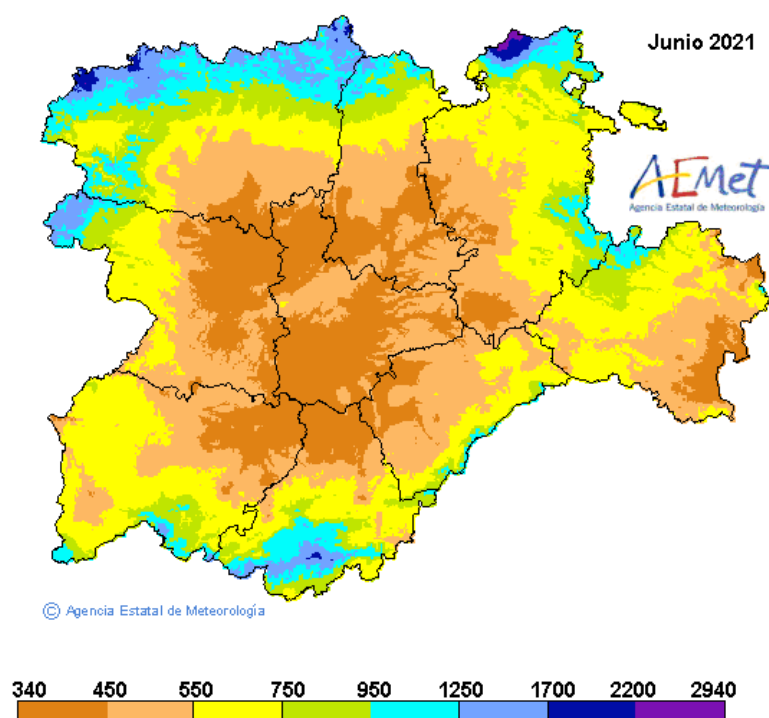 Junio 2021
AEMet
Agencia Estatal de Meteorología
© Agencia Estatal de Meteorología
340 450 550 750 950 1250 1700 2200 2940